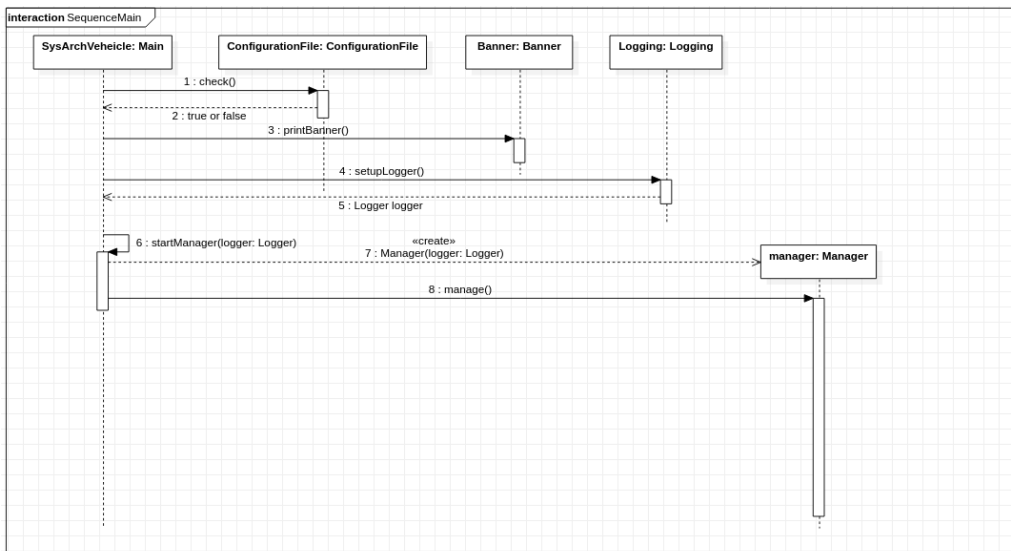 interaction SequenceMain
SysArchVeheicle: Main
ConfigurationFile: ConfigurationFile
Banner: Banner
Logging: Logging
1 : check()
2 : true or false
3 : printBanner()
4 : setupLogger()
5 : Logger logger
6 : startManager(logger: Logger)
«create»
7 : Manager(logger: Logger)
manager: Manager
8 : manage()